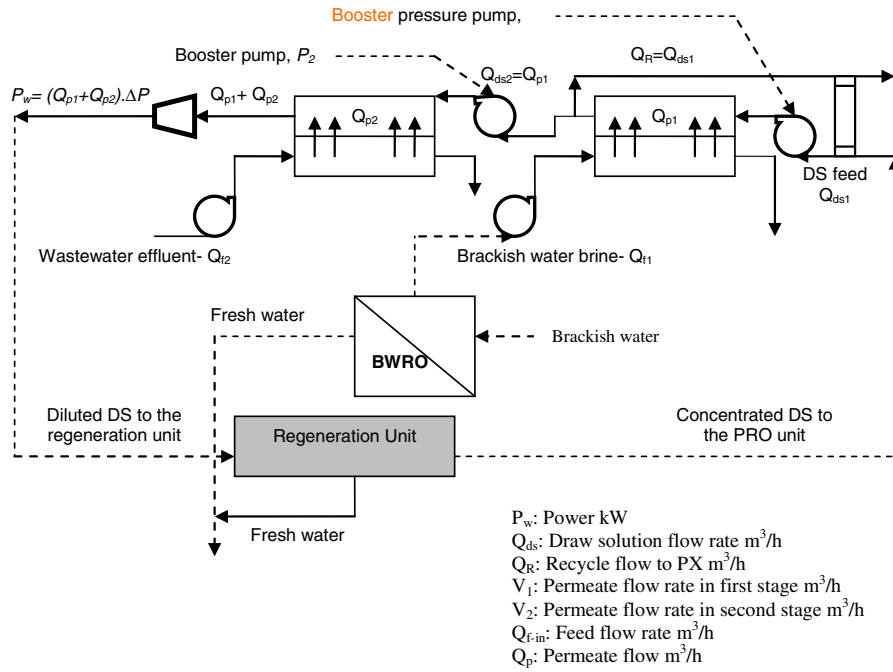 Booster pressure pump,
Booster pump, P2
Qds2=Qp1
QR=Qds1
Pw= (Qp1+Qp2).ΔP
Qp1+ Qp2
Qp2
Qp1
DS feed
Qds1
Wastewater effluent- Qf2
Brackish water brine- Qf1
Fresh water
Brackish water
BWRO
Diluted DS to the
regeneration unit
Regeneration Unit
Concentrated DS to
the PRO unit
Fresh water
Pw: Power kW
Qds: Draw solution flow rate m³/h
QR: Recycle flow to PX m³/h
V1: Permeate flow rate in first stage m³/h
V2: Permeate flow rate in second stage m³/h
Qf-in: Feed flow rate m³/h
Qp: Permeate flow m³/h